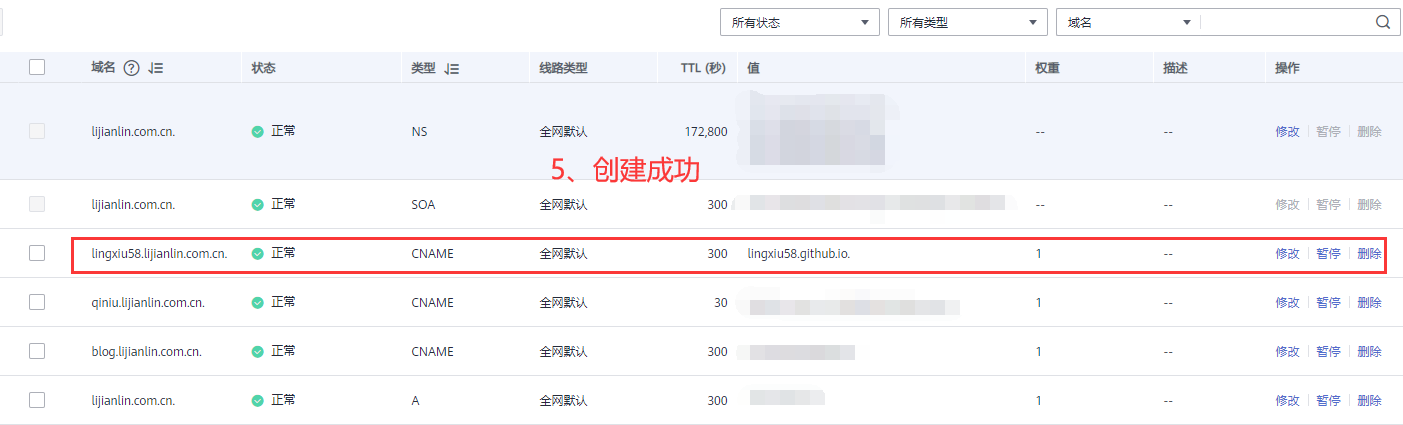 所有状态 所有类型 域名
域名 状态 类型 线路类型 TTL (秒) 值 权重 描述 操作
lijianlin.com.cn. 正常 NS 全网默认 172,800 -- -- 修改 暂停 删除
5、创建成功
lijianlin.com.cn. 正常 SOA 全网默认 300 -- -- 修改 暂停 删除
lingxiu58.lijianlin.com.cn. 正常 CNAME 全网默认 300 lingxiu58.github.io. 1 -- 修改 暂停 删除
qiniu.lijianlin.com.cn. 正常 CNAME 全网默认 30 1 -- 修改 暂停 删除
blog.lijianlin.com.cn. 正常 CNAME 全网默认 300 1 -- 修改 暂停 删除
lijianlin.com.cn. 正常 A 全网默认 300 1 -- 修改 暂停 删除